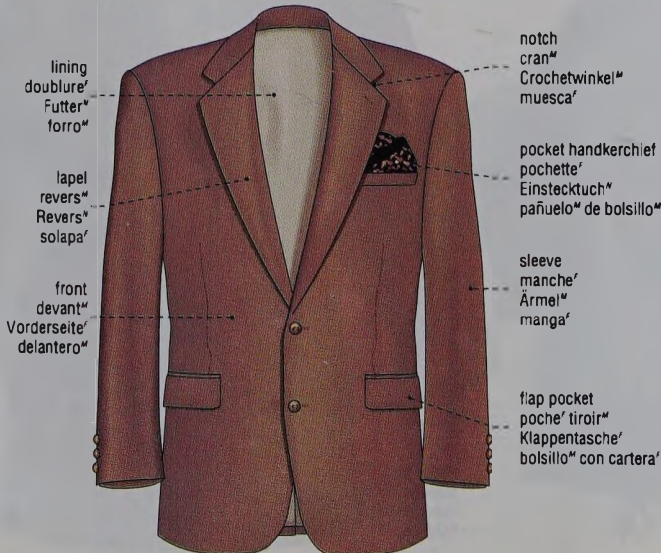 lining
doublureᶠ
Futterᴺ
forroᴹ
lapel
reversᴹ
Reversᴺ
solapaᶠ
front
devantᴹ
Vorderseiteᶠ
delanteroᴹ
notch
cranᴹ
Crochetwinkelᴹ
muescaᶠ
pocket handkerchief
pochetteᶠ
Einstecktuchᴺ
pañueloᴹ de bolsilloᴹ
sleeve
mancheᶠ
Ärmelᴹ
mangaᶠ
flap pocket
pocheᶠ tiroirᴹ
Klappentascheᶠ
bolsilloᴹ con carteraᶠ